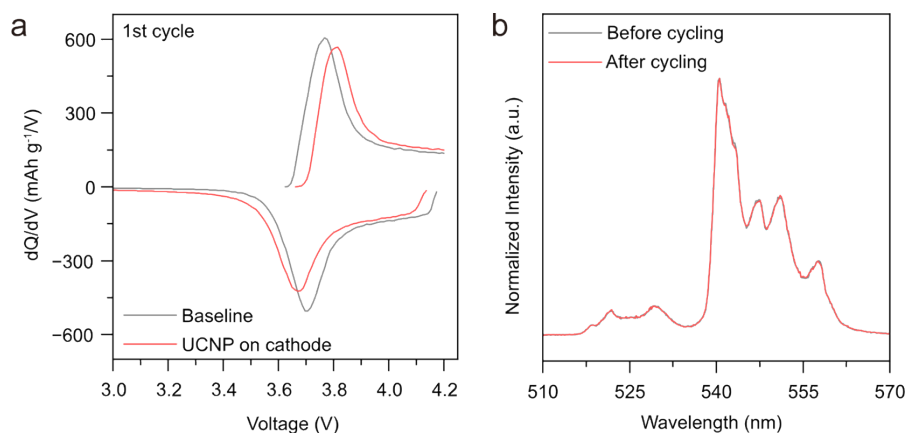 a
1st cycle
600
300
0
−300
−600
dQ/dV (mAh g⁻¹/V)
Baseline
UCNP on cathode
3.0 3.2 3.4 3.6 3.8 4.0 4.2
Voltage (V)
b
Before cycling
After cycling
Normalized Intensity (a.u.)
510 525 540 555 570
Wavelength (nm)